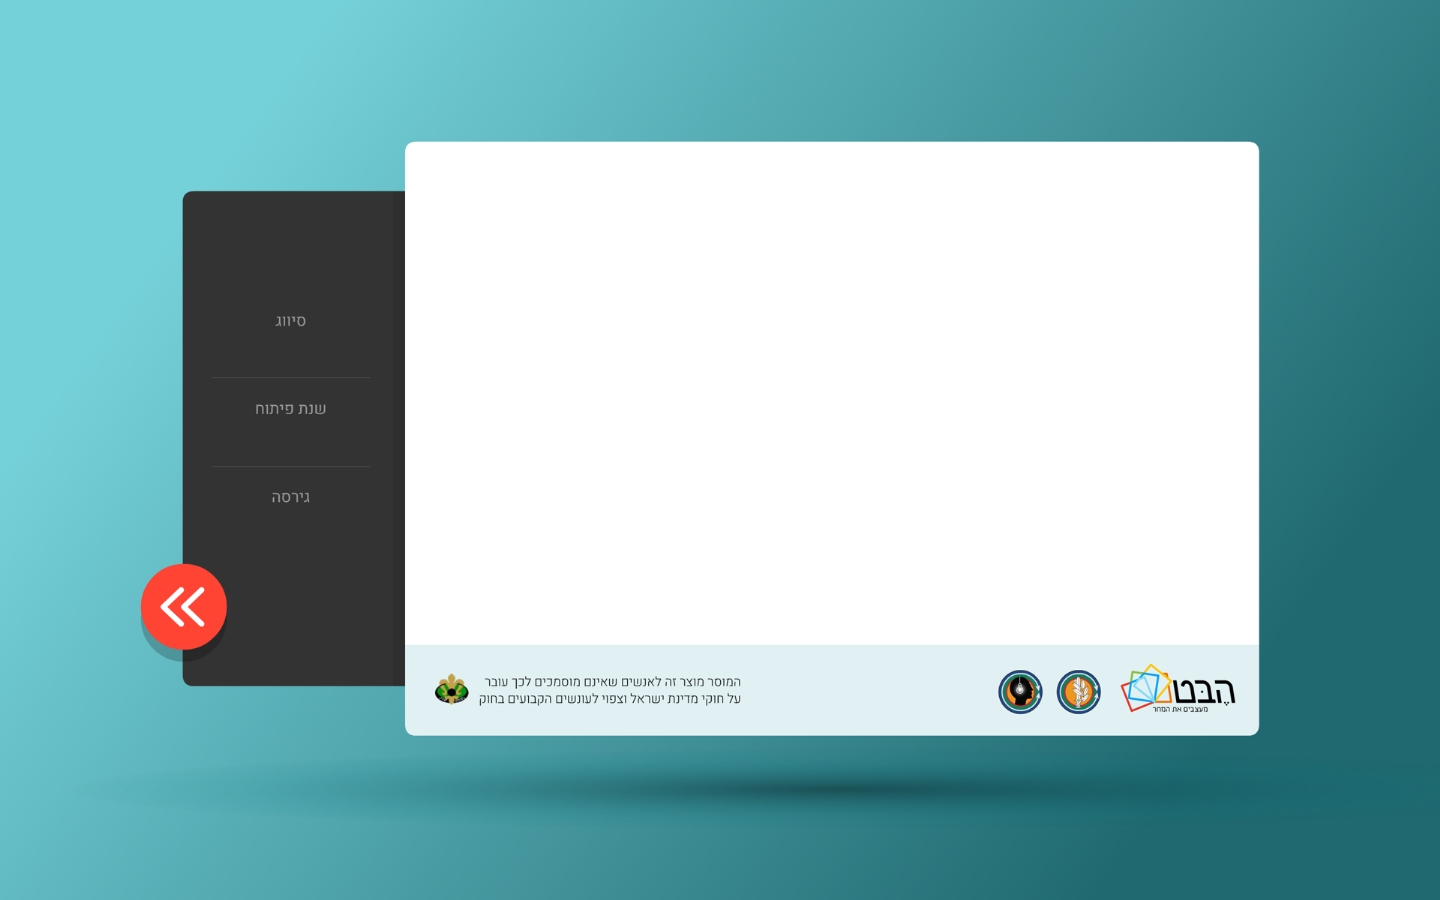 סיווג
שנת פיתוח
גירסה
הֶבֵּט
מעצבים את המחר
המוסר מוצר זה לאנשים שאינם מוסמכים לכך עובר
על חוקי מדינת ישראל וצפוי לעונשים הקבועים בחוק